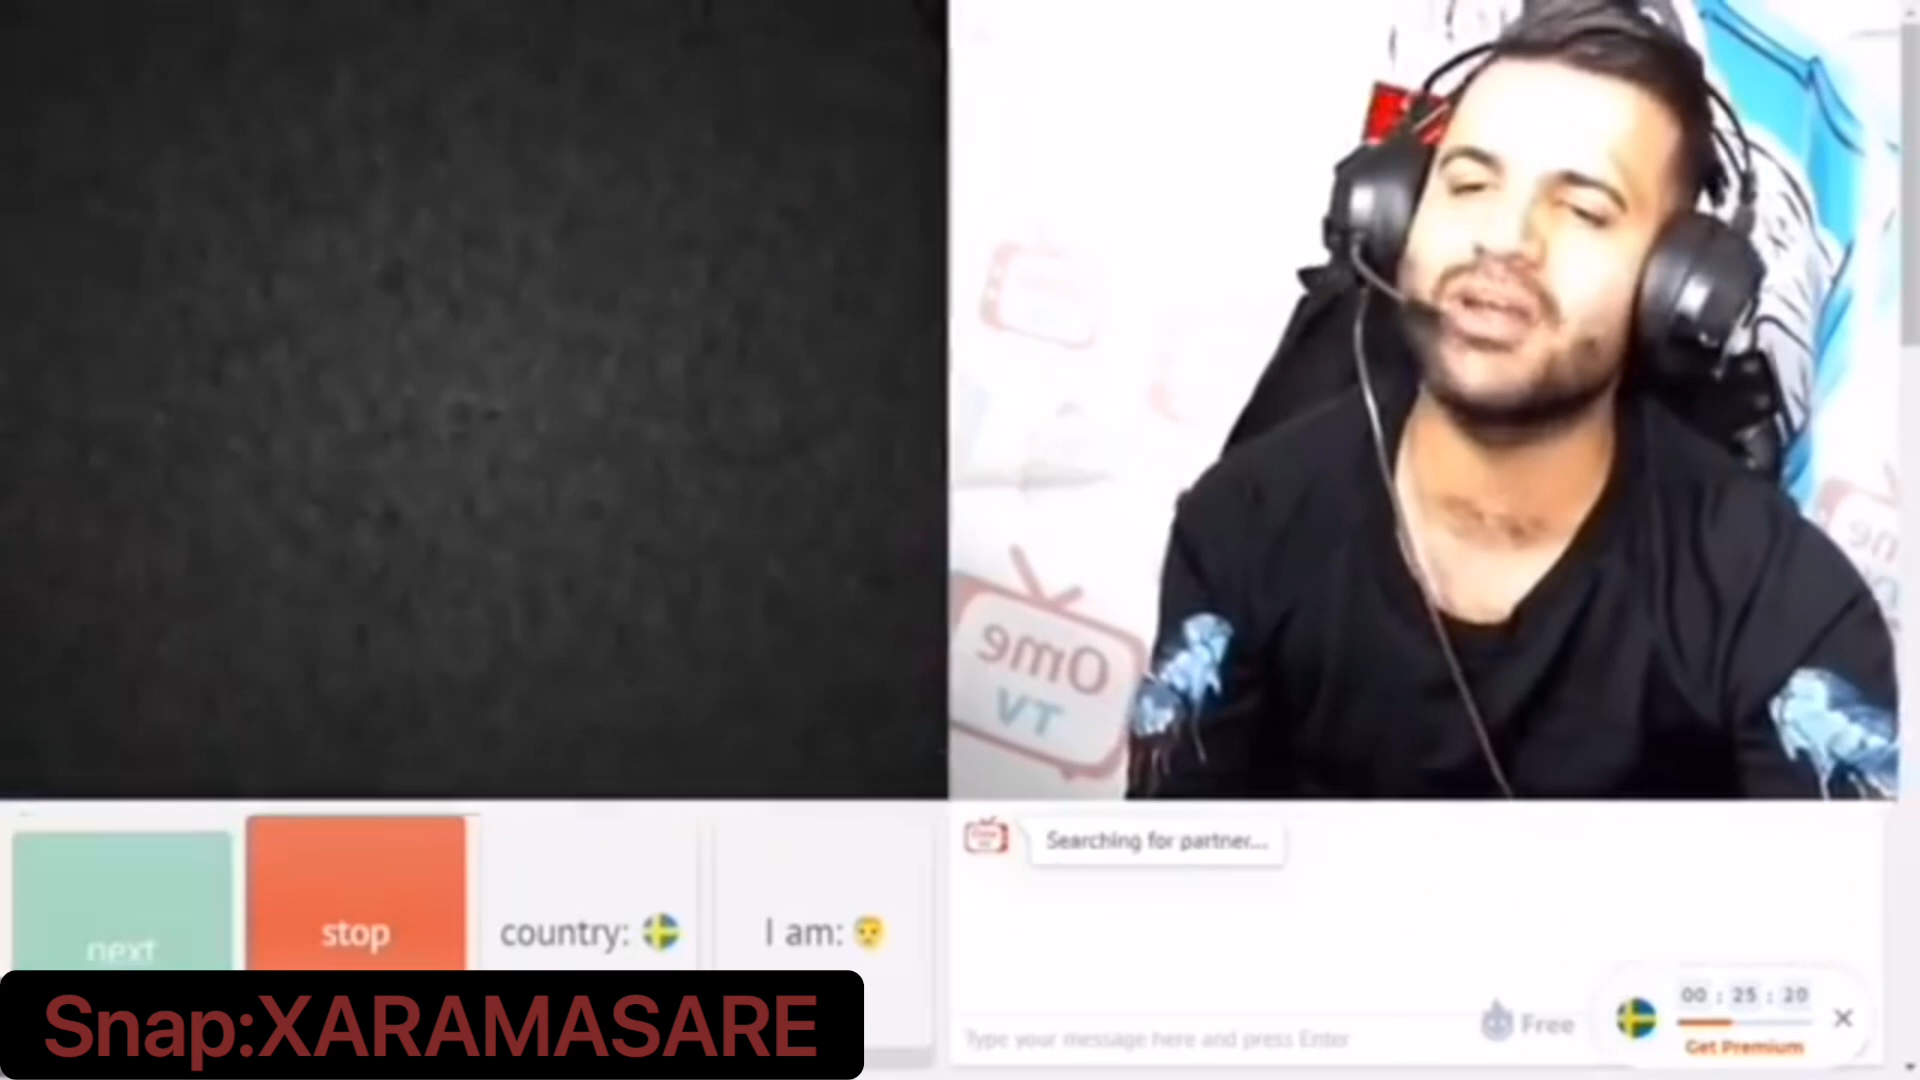 Ome
TV
Searching for partner...
next
stop
country:
I am:
Snap:XARAMASARE
Type your message here and press Enter
Free
00 : 25 : 20
Get Premium